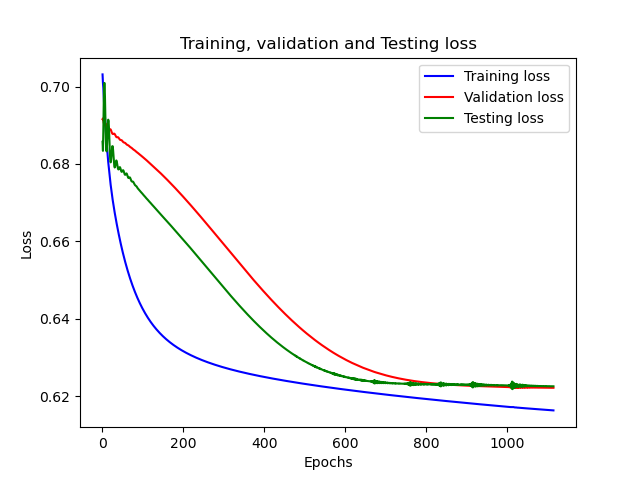 Training, validation and Testing loss
Training loss
Validation loss
Testing loss
Loss
0.70
0.68
0.66
0.64
0.62
0 200 400 600 800 1000
Epochs